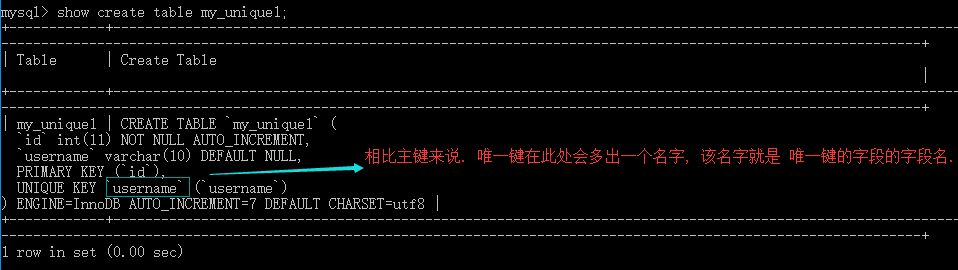 mysql> show create table my_unique1;
+-----------+-----------------------------------------------------------------------------------------------------------
-------------------------------------------------------------------------------------------------------------------+
| Table | Create Table
|
+-----------+-----------------------------------------------------------------------------------------------------------
-------------------------------------------------------------------------------------------------------------------+
| my_unique1 | CREATE TABLE `my_unique1` (
`id` int(11) NOT NULL AUTO_INCREMENT,
`username` varchar(10) DEFAULT NULL,
相比主键来说. 唯一键在此处会多出一个名字, 该名字就是 唯一键的字段的字段名.
PRIMARY KEY (`id`),
UNIQUE KEY `username` (`username`)
) ENGINE=InnoDB AUTO_INCREMENT=7 DEFAULT CHARSET=utf8 |
+-----------+-----------------------------------------------------------------------------------------------------------
-------------------------------------------------------------------------------------------------------------------+
1 row in set (0.00 sec)